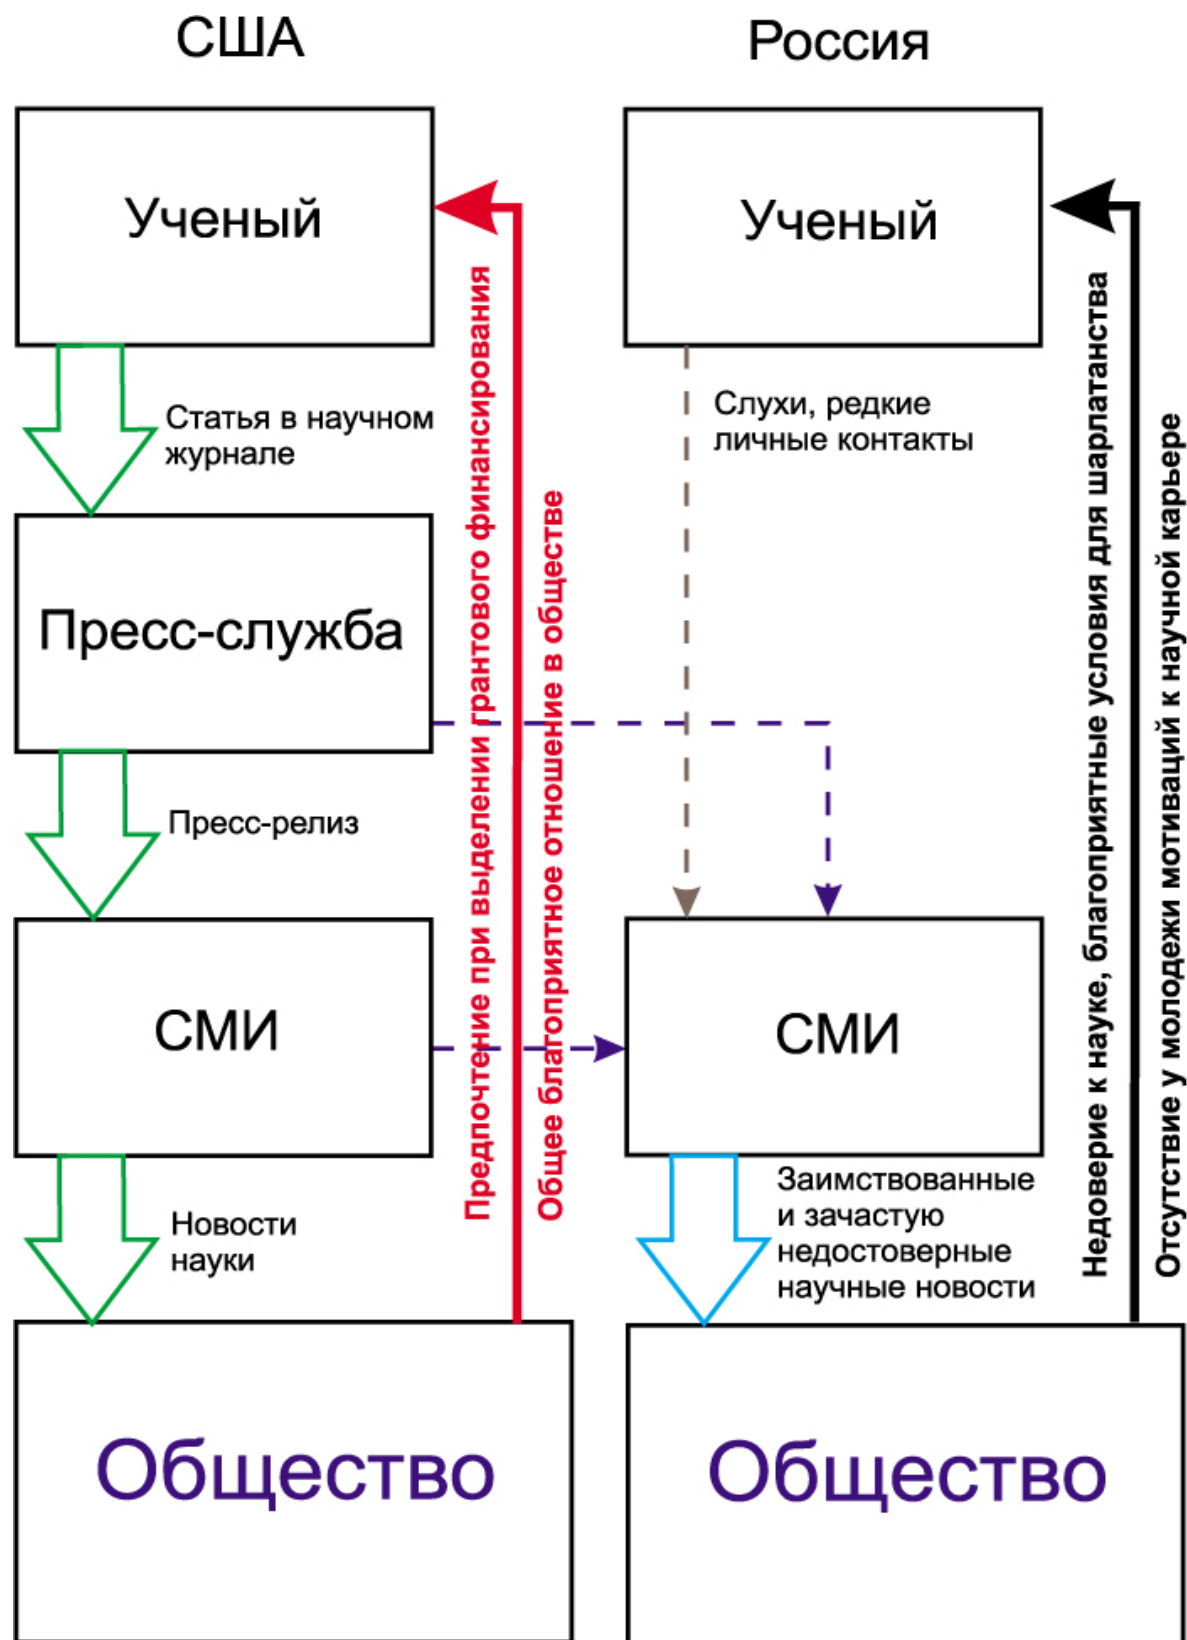 США
Ученый
Статья в научном
журнале
Пресс-служба
Пресс-релиз
СМИ
Новости
науки
Общество
Предпочтение при выделении грантового финансирования
Общее благоприятное отношение в обществе
Россия
Ученый
Слухи, редкие
личные контакты
СМИ
Заимствованные
и зачастую
недостоверные
научные новости
Общество
Недоверие к науке, благоприятные условия для шарлатанства
Отсутствие у молодежи мотиваций к научной карьере